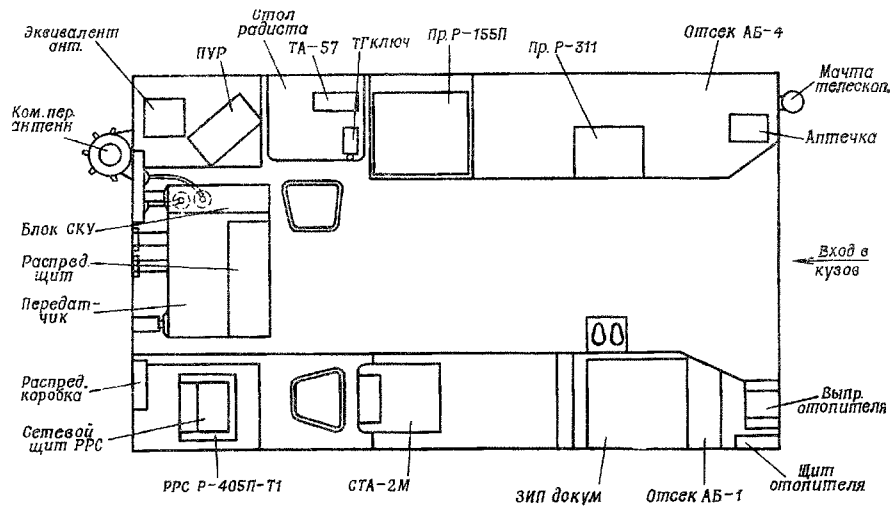 Эквивалент
ант.
ПУР
Стол
радиста
ТА-57
ТГ ключ
Пр. Р-155П
Пр. Р-311
Отсек АБ-4
Мачта
телескоп.
Аптечка
Ком. пер.
антенн
Блок СКУ
Распред.
щит
Передат-
чик
Вход в
кузов
Распред.
коробка
Сетевой
щит РРС
РРС Р-405П-Т1
СТА-2М
ЗИП докум
Отсек АБ-1
Выпр.
отопителя
Щит
отопителя